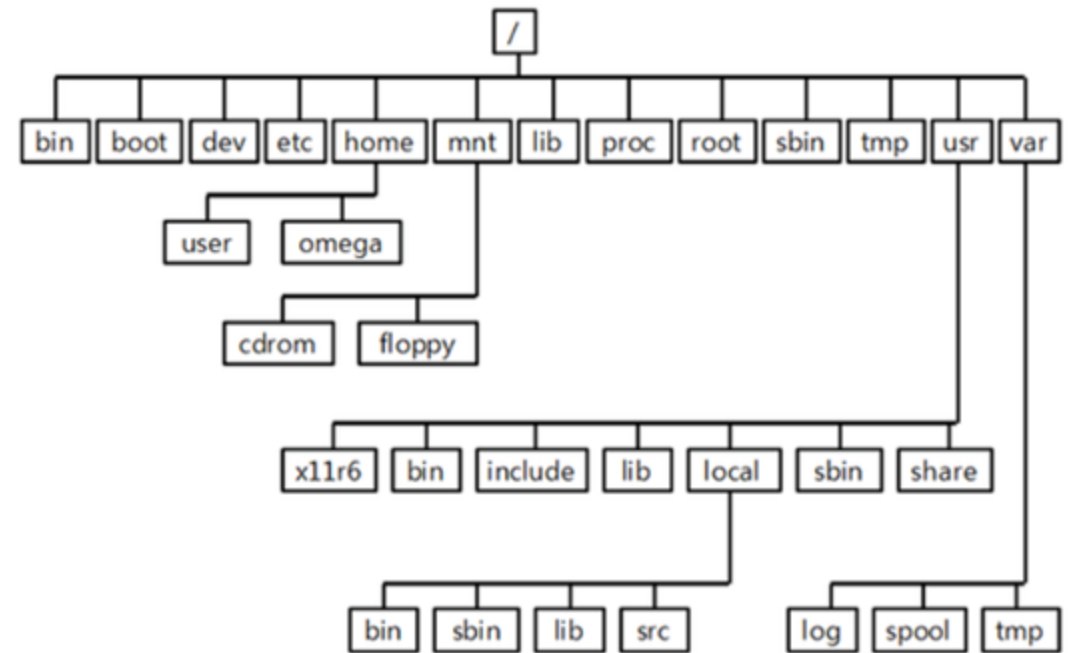 /
bin boot dev etc home mnt lib proc root sbin tmp usr var
user omega
cdrom floppy
x11r6 bin include lib local sbin share
bin sbin lib src log spool tmp